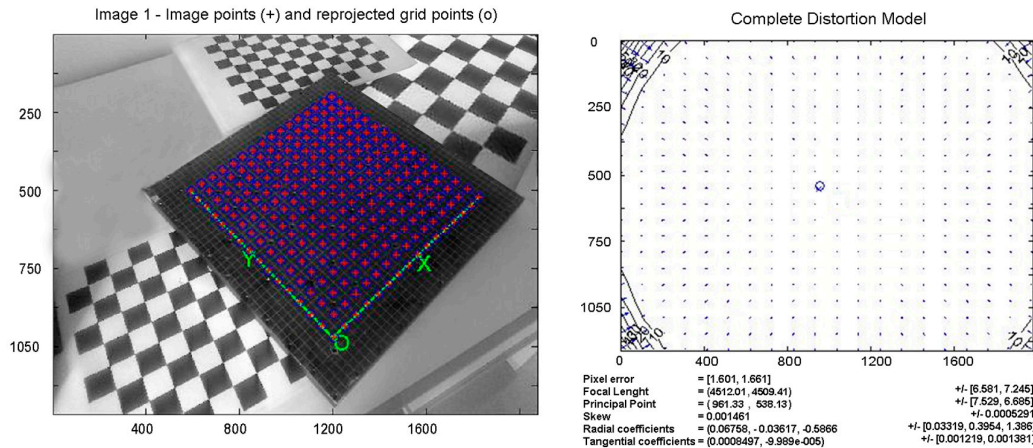 Image 1 - Image points (+) and reprojected grid points (o)
250
500
750
1050
400
800
1200
1600
Y
X
O
Complete Distortion Model
0
250
500
750
1050
0
400
800
1200
1600
10
10
10
Pixel error = [1.601, 1.661]
Focal Lenght = (4512.01, 4509.41) +/- [6.581, 7.245]
Principal Point = ( 961.33 , 538.13) +/- [7.529, 6.685]
Skew = 0.001461 +/- 0.0005291
Radial coefficients = (0.06758, - 0.03617, -0.5866 +/- [0.03319, 0.3954, 1.386]
Tangential coefficients = (0.0008497, -9.989e-005) +/- [0.001219, 0.001391]